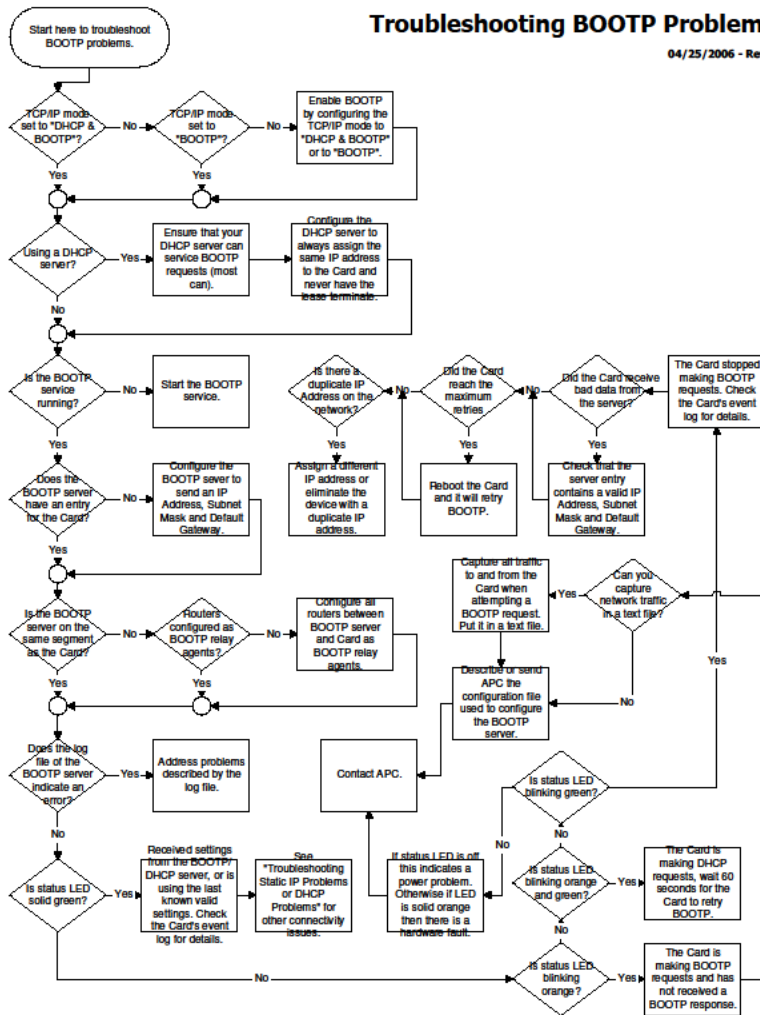 Troubleshooting BOOTP Problem
04/25/2006 - Re
Start here to troubleshoot
BOOTP problems.
TCP/IP mode
set to "DHCP &
BOOTP"?
No
Yes
TCP/IP mode
set to
"BOOTP"?
No
Yes
Enable BOOTP
by configuring the
TCP/IP mode to
"DHCP & BOOTP"
or to "BOOTP".
Using a DHCP
server?
Yes
No
Ensure that your
DHCP server can
service BOOTP
requests (most
can).
Configure the
DHCP server to
always assign the
same IP address
to the Card and
never have the
lease terminate.
Is the BOOTP
service
running?
No
Yes
Start the BOOTP
service.
Is there a
duplicate IP
Address on the
network?
No
Yes
Did the Card
reach the
maximum
retries
No
Yes
Did the Card receive
bad data from
the server?
Yes
The Card stopped
making BOOTP
requests. Check
the Card's event
log for details.
Does the
BOOTP server
have an entry
for the Card?
No
Yes
Configure the
BOOTP sever to
send an IP
Address, Subnet
Mask and Default
Gateway.
Assign a different
IP address or
eliminate the
device with a
duplicate IP
address.
Reboot the Card
and it will retry
BOOTP.
Check that the
server entry
contains a valid
IP Address,
Subnet Mask and
Default Gateway.
Is the BOOTP
server on the
same segment
as the Card?
No
Yes
Routers
configured as
BOOTP relay
agents?
No
Yes
Configure all
routers between
BOOTP server
and Card as
BOOTP relay
agents.
Capture all traffic
to and from the
Card when
attempting a
BOOTP request.
Put it in a text file.
Yes
Can you
capture
network traffic
in a text file?
No
Yes
Describe or send
APC the
configuration file
used to configure
the BOOTP
server.
Does the log
file of the
BOOTP server
indicate an
error?
Yes
No
Address problems
described by the
log file.
Contact APC.
Is status LED
blinking green?
No
No
Is status LED
solid green?
Yes
No
Received settings
from the BOOTP/
DHCP server, or is
using the last
known valid
settings. Check
the Card's event
log for details.
See
"Troubleshooting
Static IP Problems
or DHCP
Problems" for
other connectivity
issues.
If status LED is off
this indicates a
power problem.
Otherwise if LED
is solid orange
then there is a
hardware fault.
Is status LED
blinking orange
and green?
Yes
No
The Card is
making DHCP
requests, wait 60
seconds for the
Card to retry
BOOTP.
Is status LED
blinking
orange?
Yes
The Card is
making BOOTP
requests and has
not received a
BOOTP response.